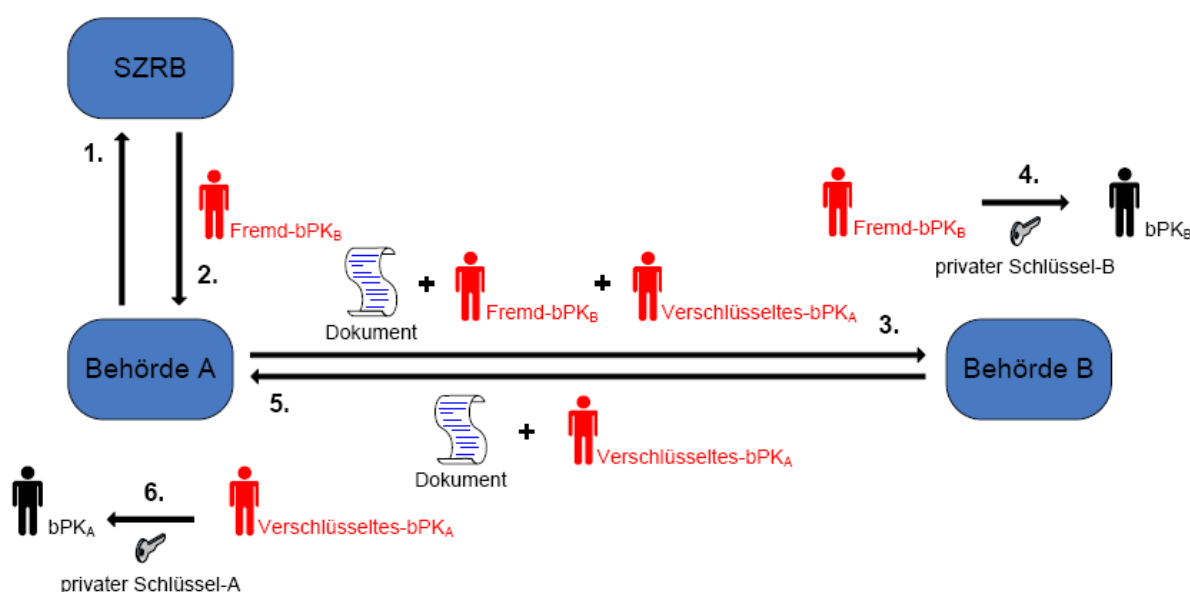 SZRB
1.
2.
Fremd-bPKB
Fremd-bPKB
4.
privater Schlüssel-B
bPKB
Dokument
+
Fremd-bPKB
+
Verschlüsseltes-bPKA
3.
Behörde A
Behörde B
5.
Dokument
+
Verschlüsseltes-bPKA
bPKA
6.
privater Schlüssel-A
Verschlüsseltes-bPKA